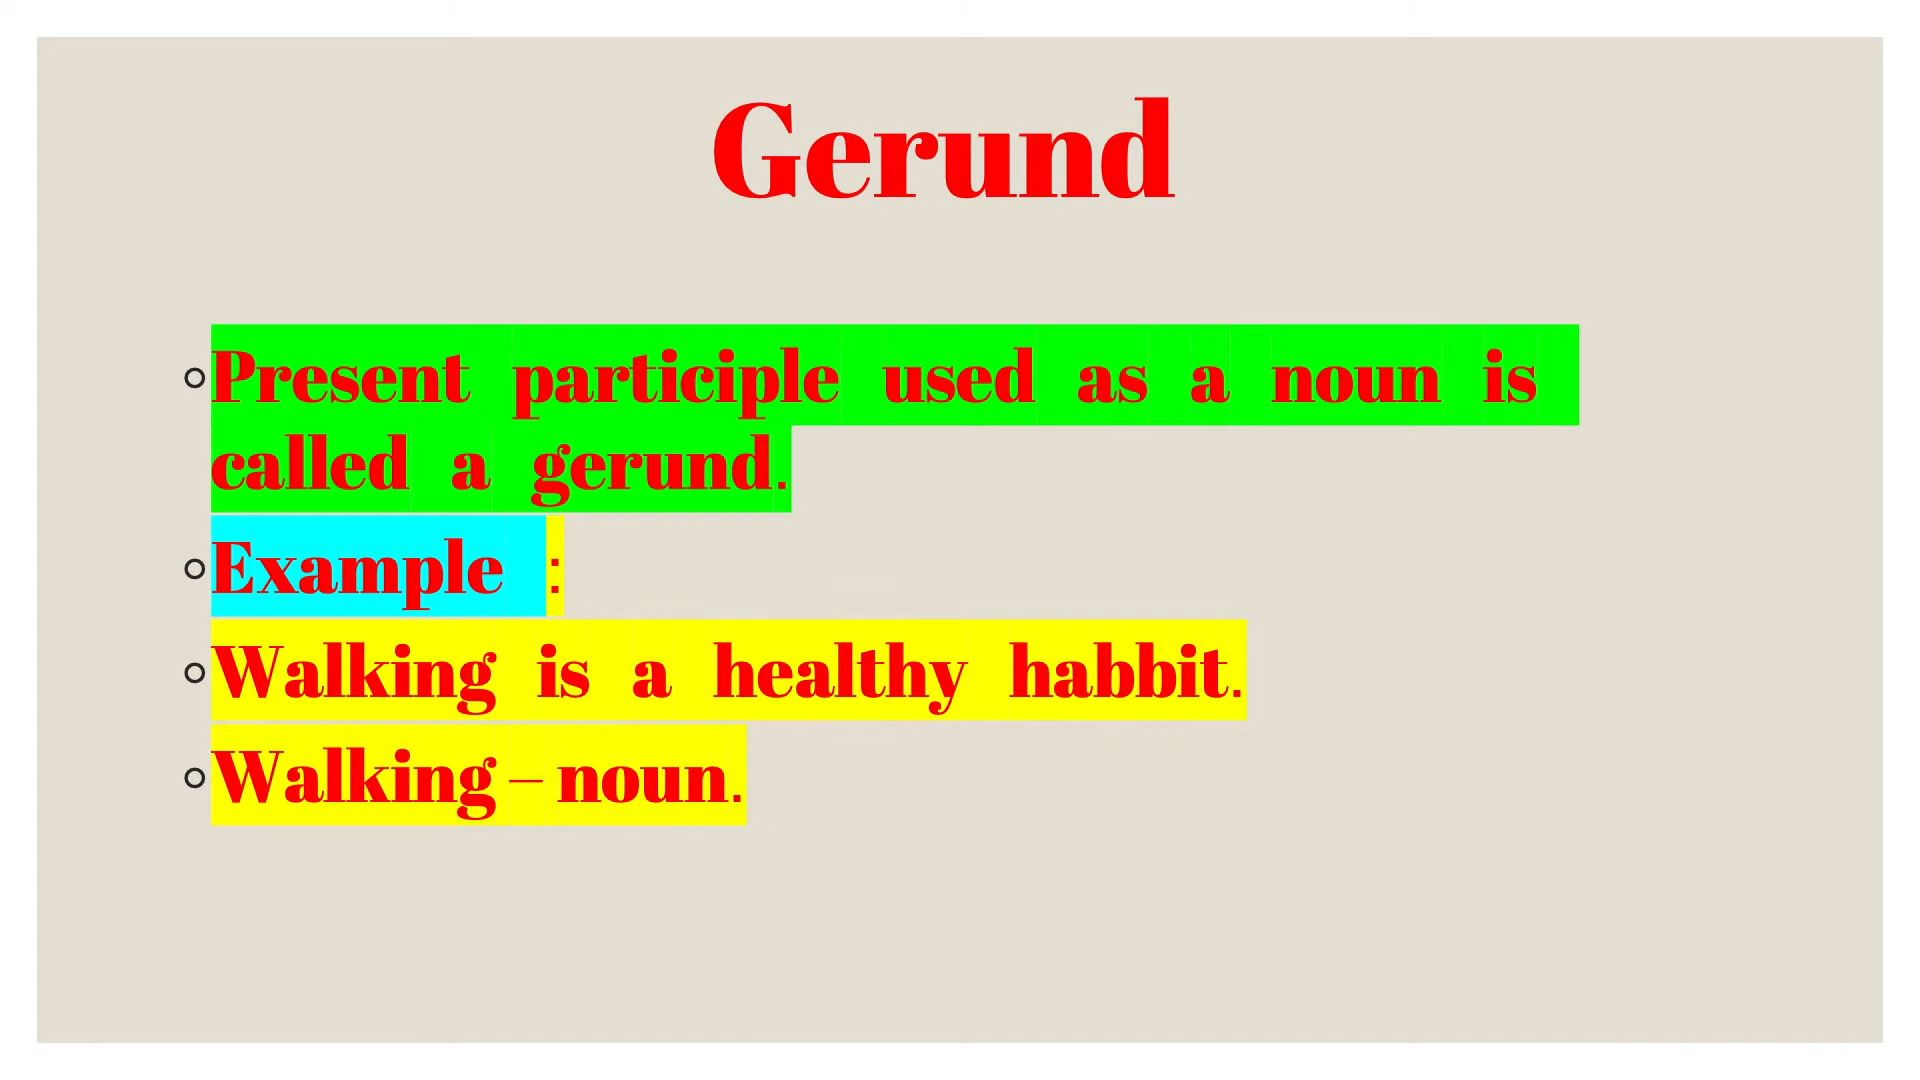 Gerund
Present participle used as a noun is
called a gerund.
Example :
Walking is a healthy habbit.
Walking – noun.